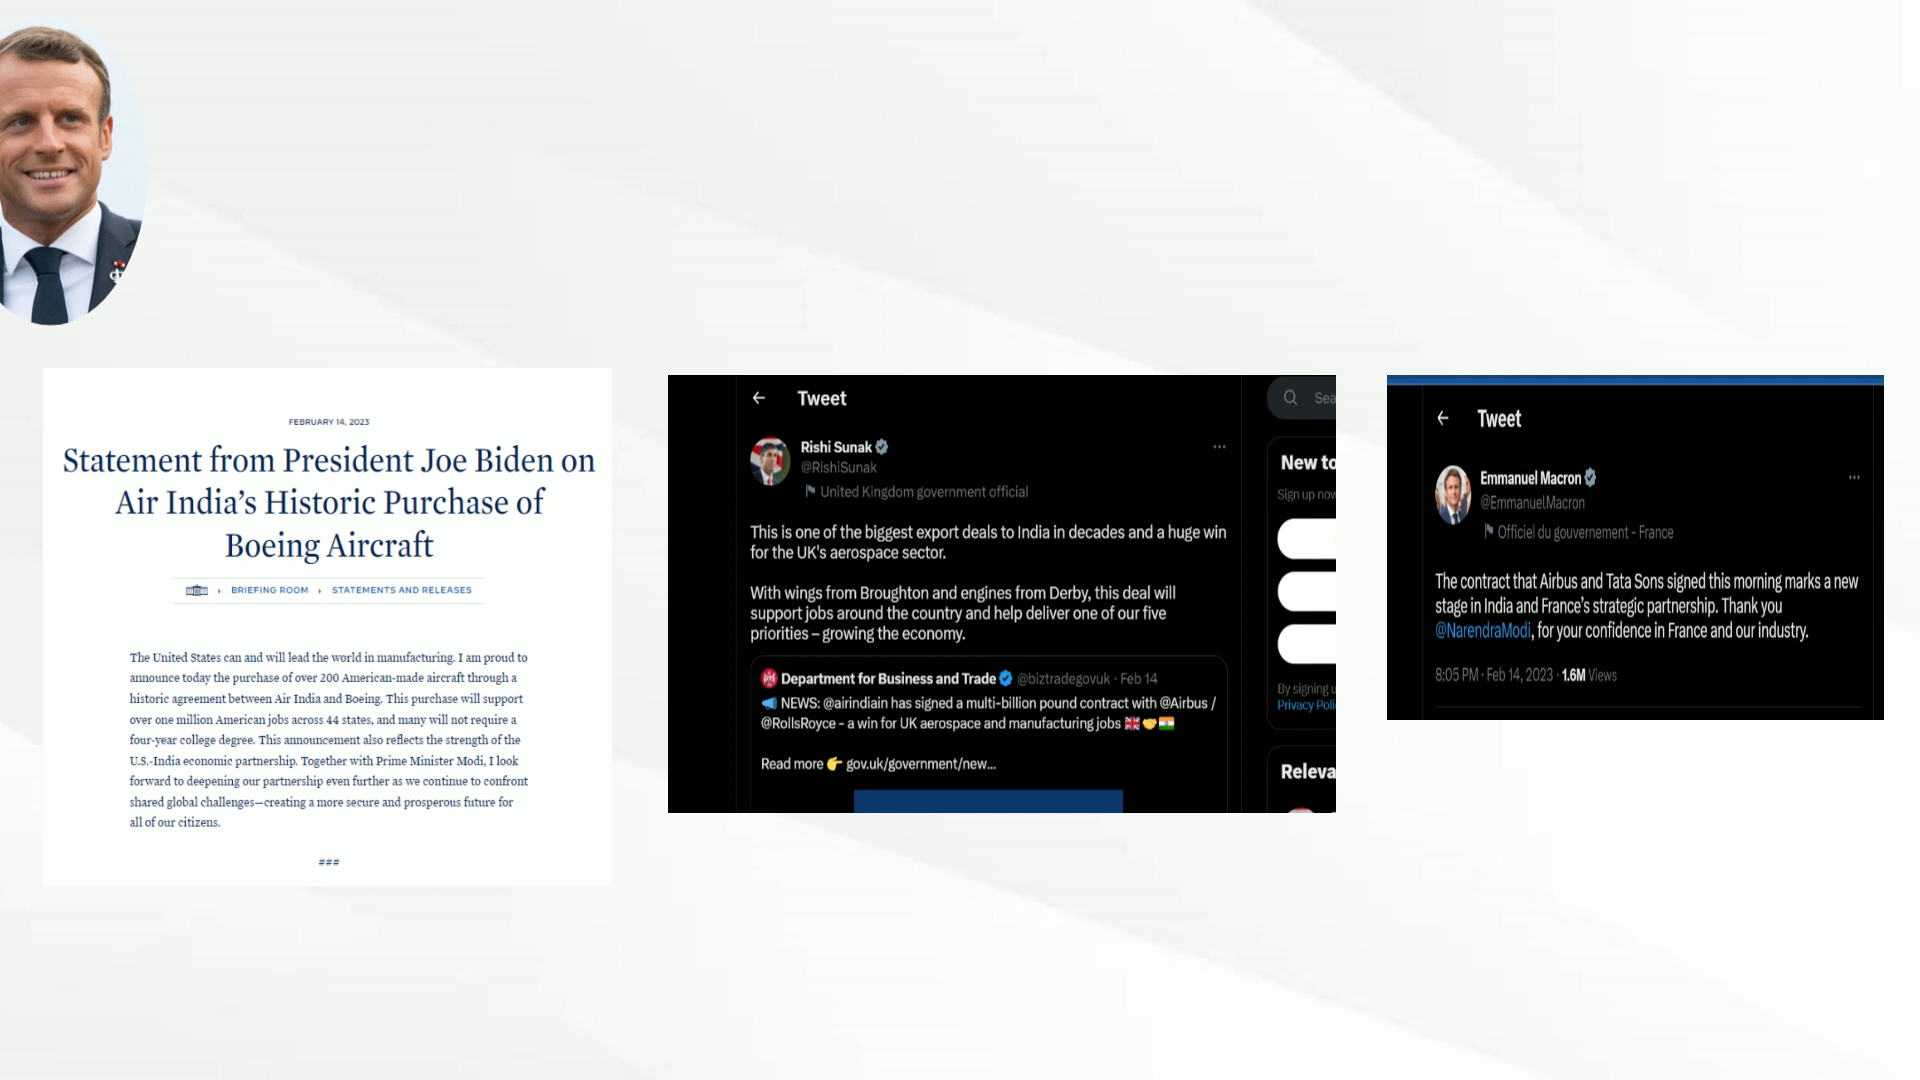 FEBRUARY 14, 2023
Statement from President Joe Biden on
Air India’s Historic Purchase of
Boeing Aircraft
BRIEFING ROOM › STATEMENTS AND RELEASES
The United States can and will lead the world in manufacturing. I am proud to
announce today the purchase of over 200 American-made aircraft through a
historic agreement between Air India and Boeing. This purchase will support
over one million American jobs across 44 states, and many will not require a
four-year college degree. This announcement also reflects the strength of the
U.S.-India economic partnership. Together with Prime Minister Modi, I look
forward to deepening our partnership even further as we continue to confront
shared global challenges—creating a more secure and prosperous future for
all of our citizens.
###
Tweet
Rishi Sunak
@RishiSunak
United Kingdom government official
This is one of the biggest export deals to India in decades and a huge win
for the UK's aerospace sector.
With wings from Broughton and engines from Derby, this deal will
support jobs around the country and help deliver one of our five
priorities – growing the economy.
Department for Business and Trade @biztradegovuk · Feb 14
📣 NEWS: @airindiain has signed a multi-billion pound contract with @Airbus /
@RollsRoyce - a win for UK aerospace and manufacturing jobs 🇬🇧🤝🇮🇳
Read more 👉 gov.uk/government/new...
Sea
New to
Sign up now
By signing u
Privacy Poli
Releva
Tweet
Emmanuel Macron
@EmmanuelMacron
Officiel du gouvernement - France
The contract that Airbus and Tata Sons signed this morning marks a new
stage in India and France’s strategic partnership. Thank you
@NarendraModi, for your confidence in France and our industry.
8:05 PM · Feb 14, 2023 · 1.6M Views